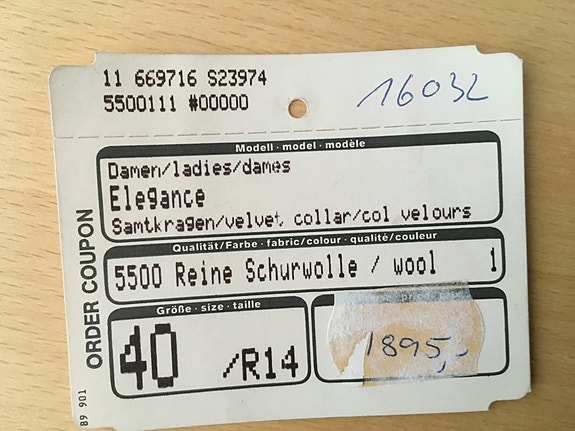 11 669716 S23974
5500111 #00000
16032
Modell · model · modèle
Damen/ladies/dames
Elegance
Samtkragen/velvet collar/col velours
Qualität/Farbe · fabric/colour · qualité/couleur
5500 Reine Schurwolle / wool 1
Größe · size · taille
40 /R14
price
1895,-
ORDER COUPON
B9 901